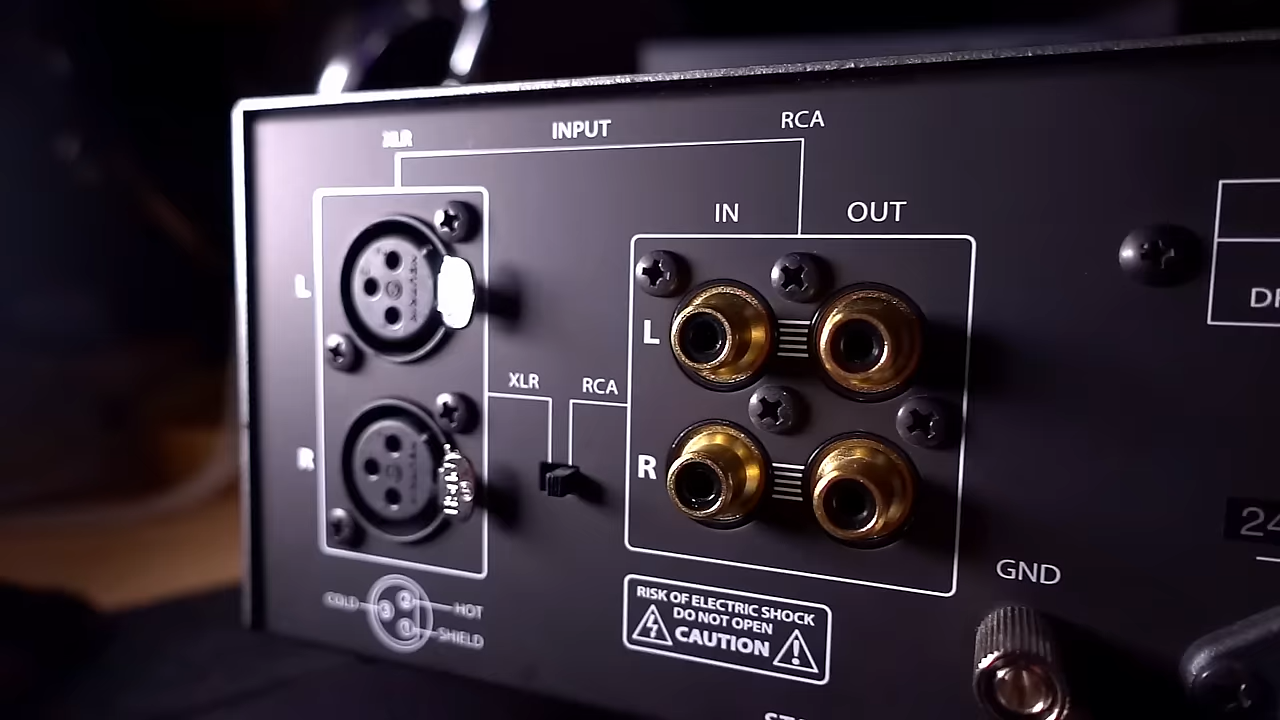 XLR
INPUT
RCA
IN
OUT
L
L
XLR
RCA
R
R
COLD
HOT
SHIELD
2
3
1
GND
RISK OF ELECTRIC SHOCK
DO NOT OPEN
CAUTION
!